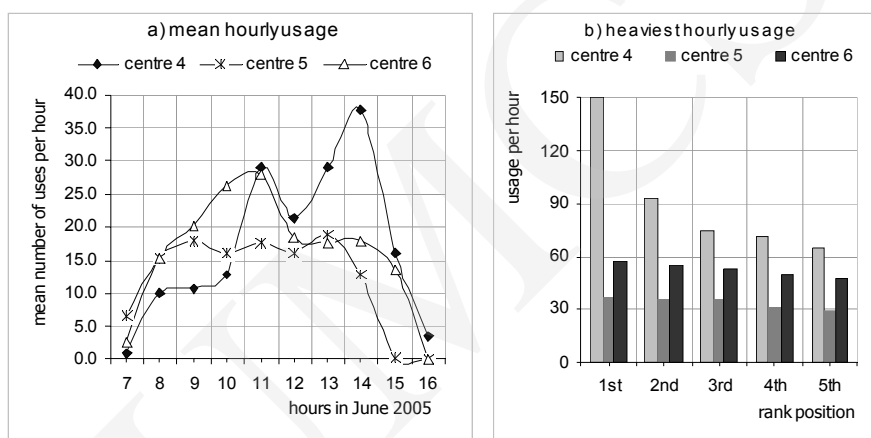 a) mean hourly usage
centre 4 centre 5 centre 6
mean number of uses per hour
40.0
35.0
30.0
25.0
20.0
15.0
10.0
5.0
0.0
7 8 9 10 11 12 13 14 15 16
hours in June 2005
b) heaviest hourly usage
centre 4 centre 5 centre 6
usage per hour
150
120
90
60
30
0
1st 2nd 3rd 4th 5th
rank position